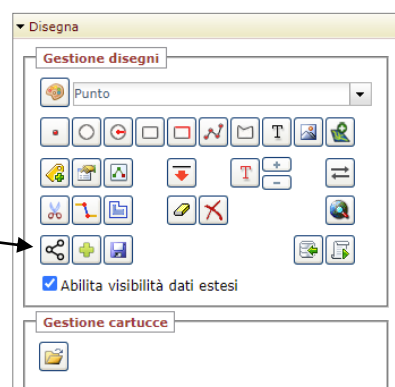 Disegna
Gestione disegni
Punto
T
T + -
Abilita visibilità dati estesi
Gestione cartucce